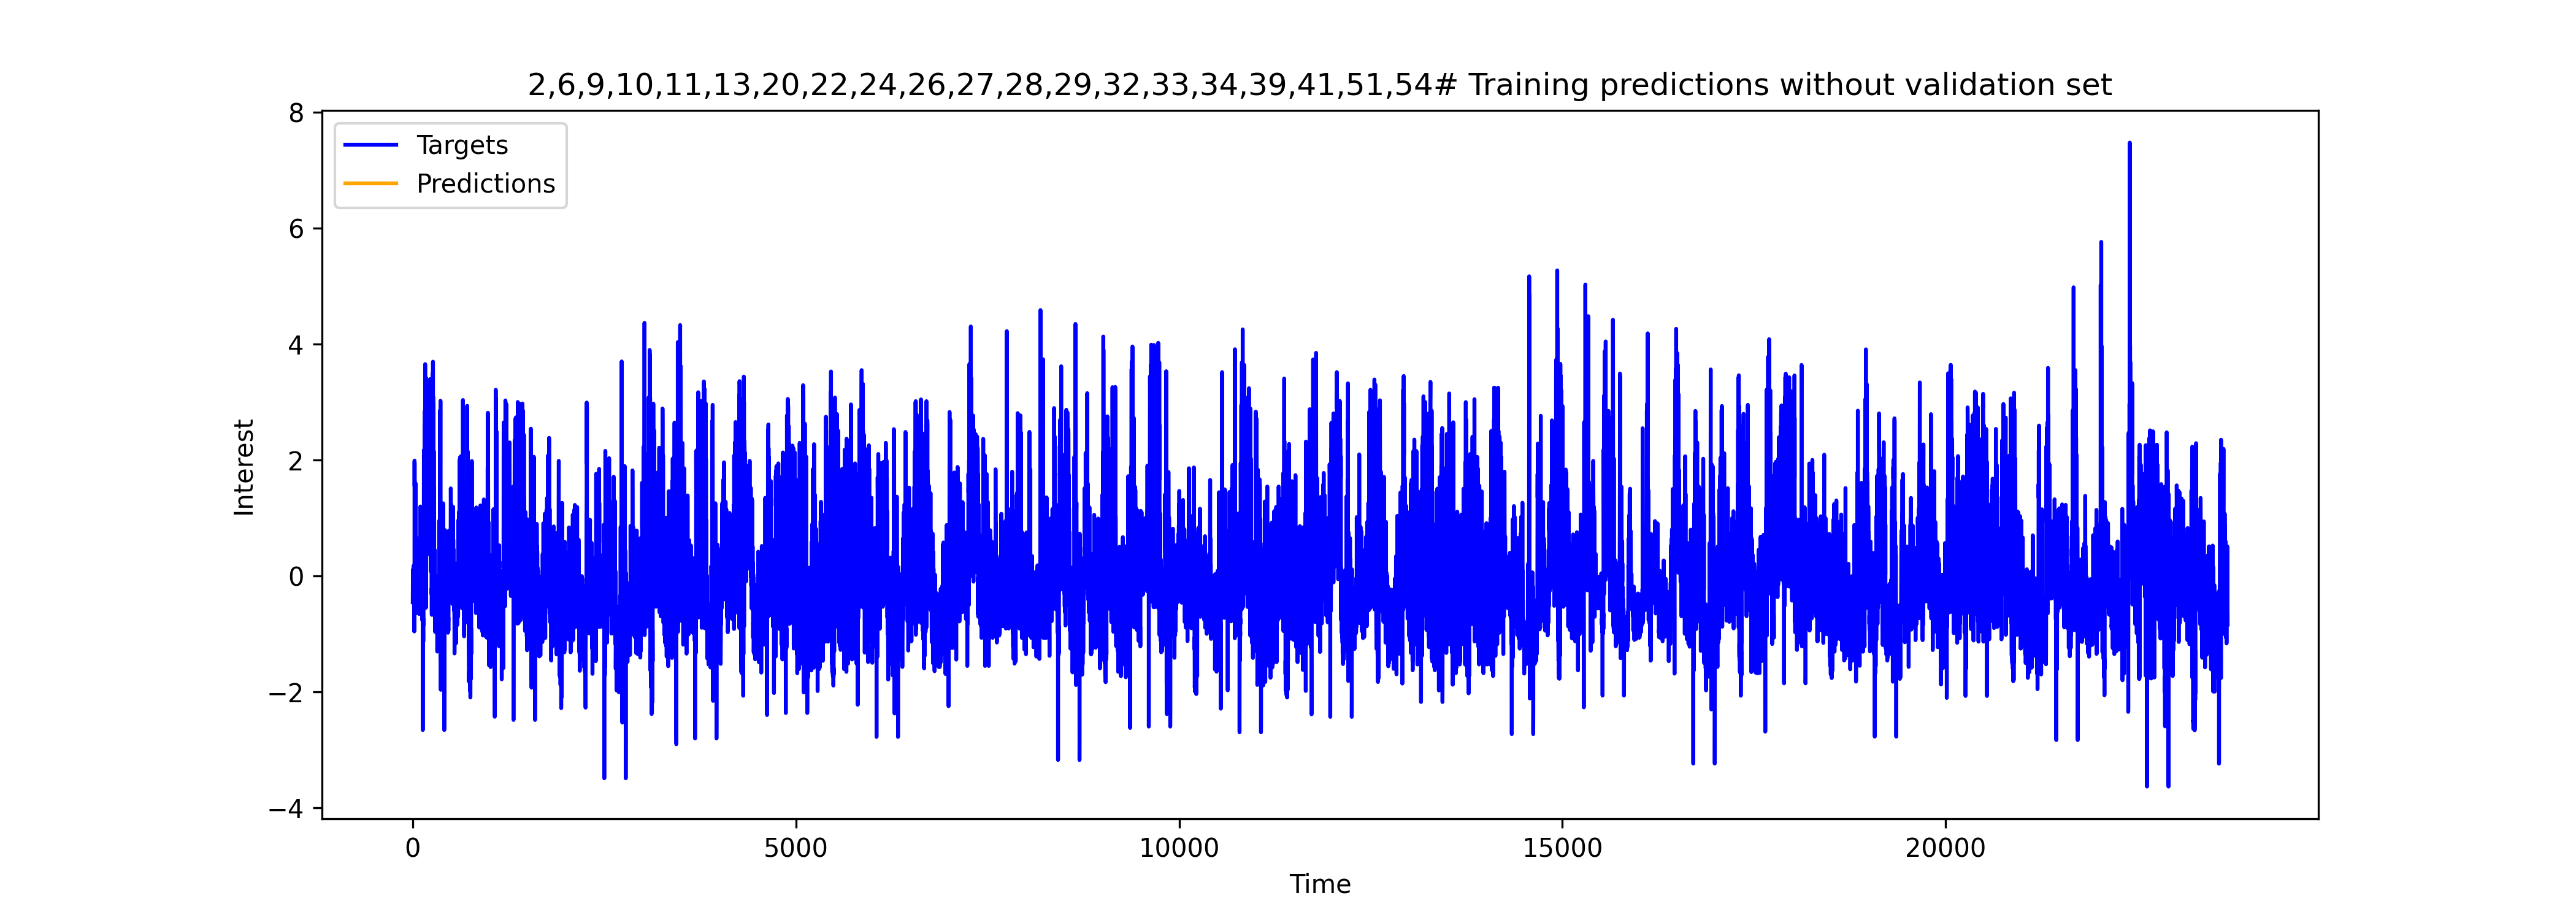 2,6,9,10,11,13,20,22,24,26,27,28,29,32,33,34,39,41,51,54# Training predictions without validation set
8
Targets
Predictions
6
4
2
0
−2
−4
Interest
0 5000 10000 15000 20000
Time